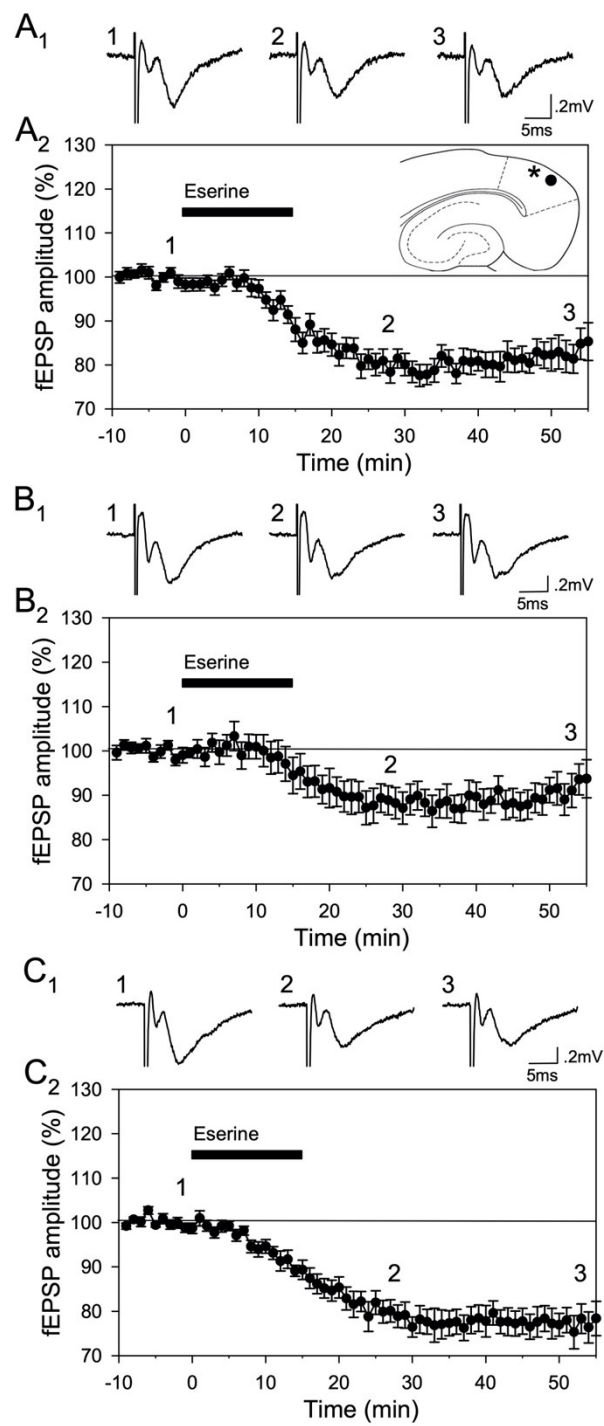 A1
1 2 3
.2mV
5ms
A2
130
120
110
100
90
80
70
fEPSP amplitude (%)
Eserine
*
1
2
3
-10 0 10 20 30 40 50
Time (min)
B1
1 2 3
.2mV
5ms
B2
130
120
110
100
90
80
70
fEPSP amplitude (%)
Eserine
1
2
3
-10 0 10 20 30 40 50
Time (min)
C1
1 2 3
.2mV
5ms
C2
130
120
110
100
90
80
70
fEPSP amplitude (%)
Eserine
1
2
3
-10 0 10 20 30 40 50
Time (min)